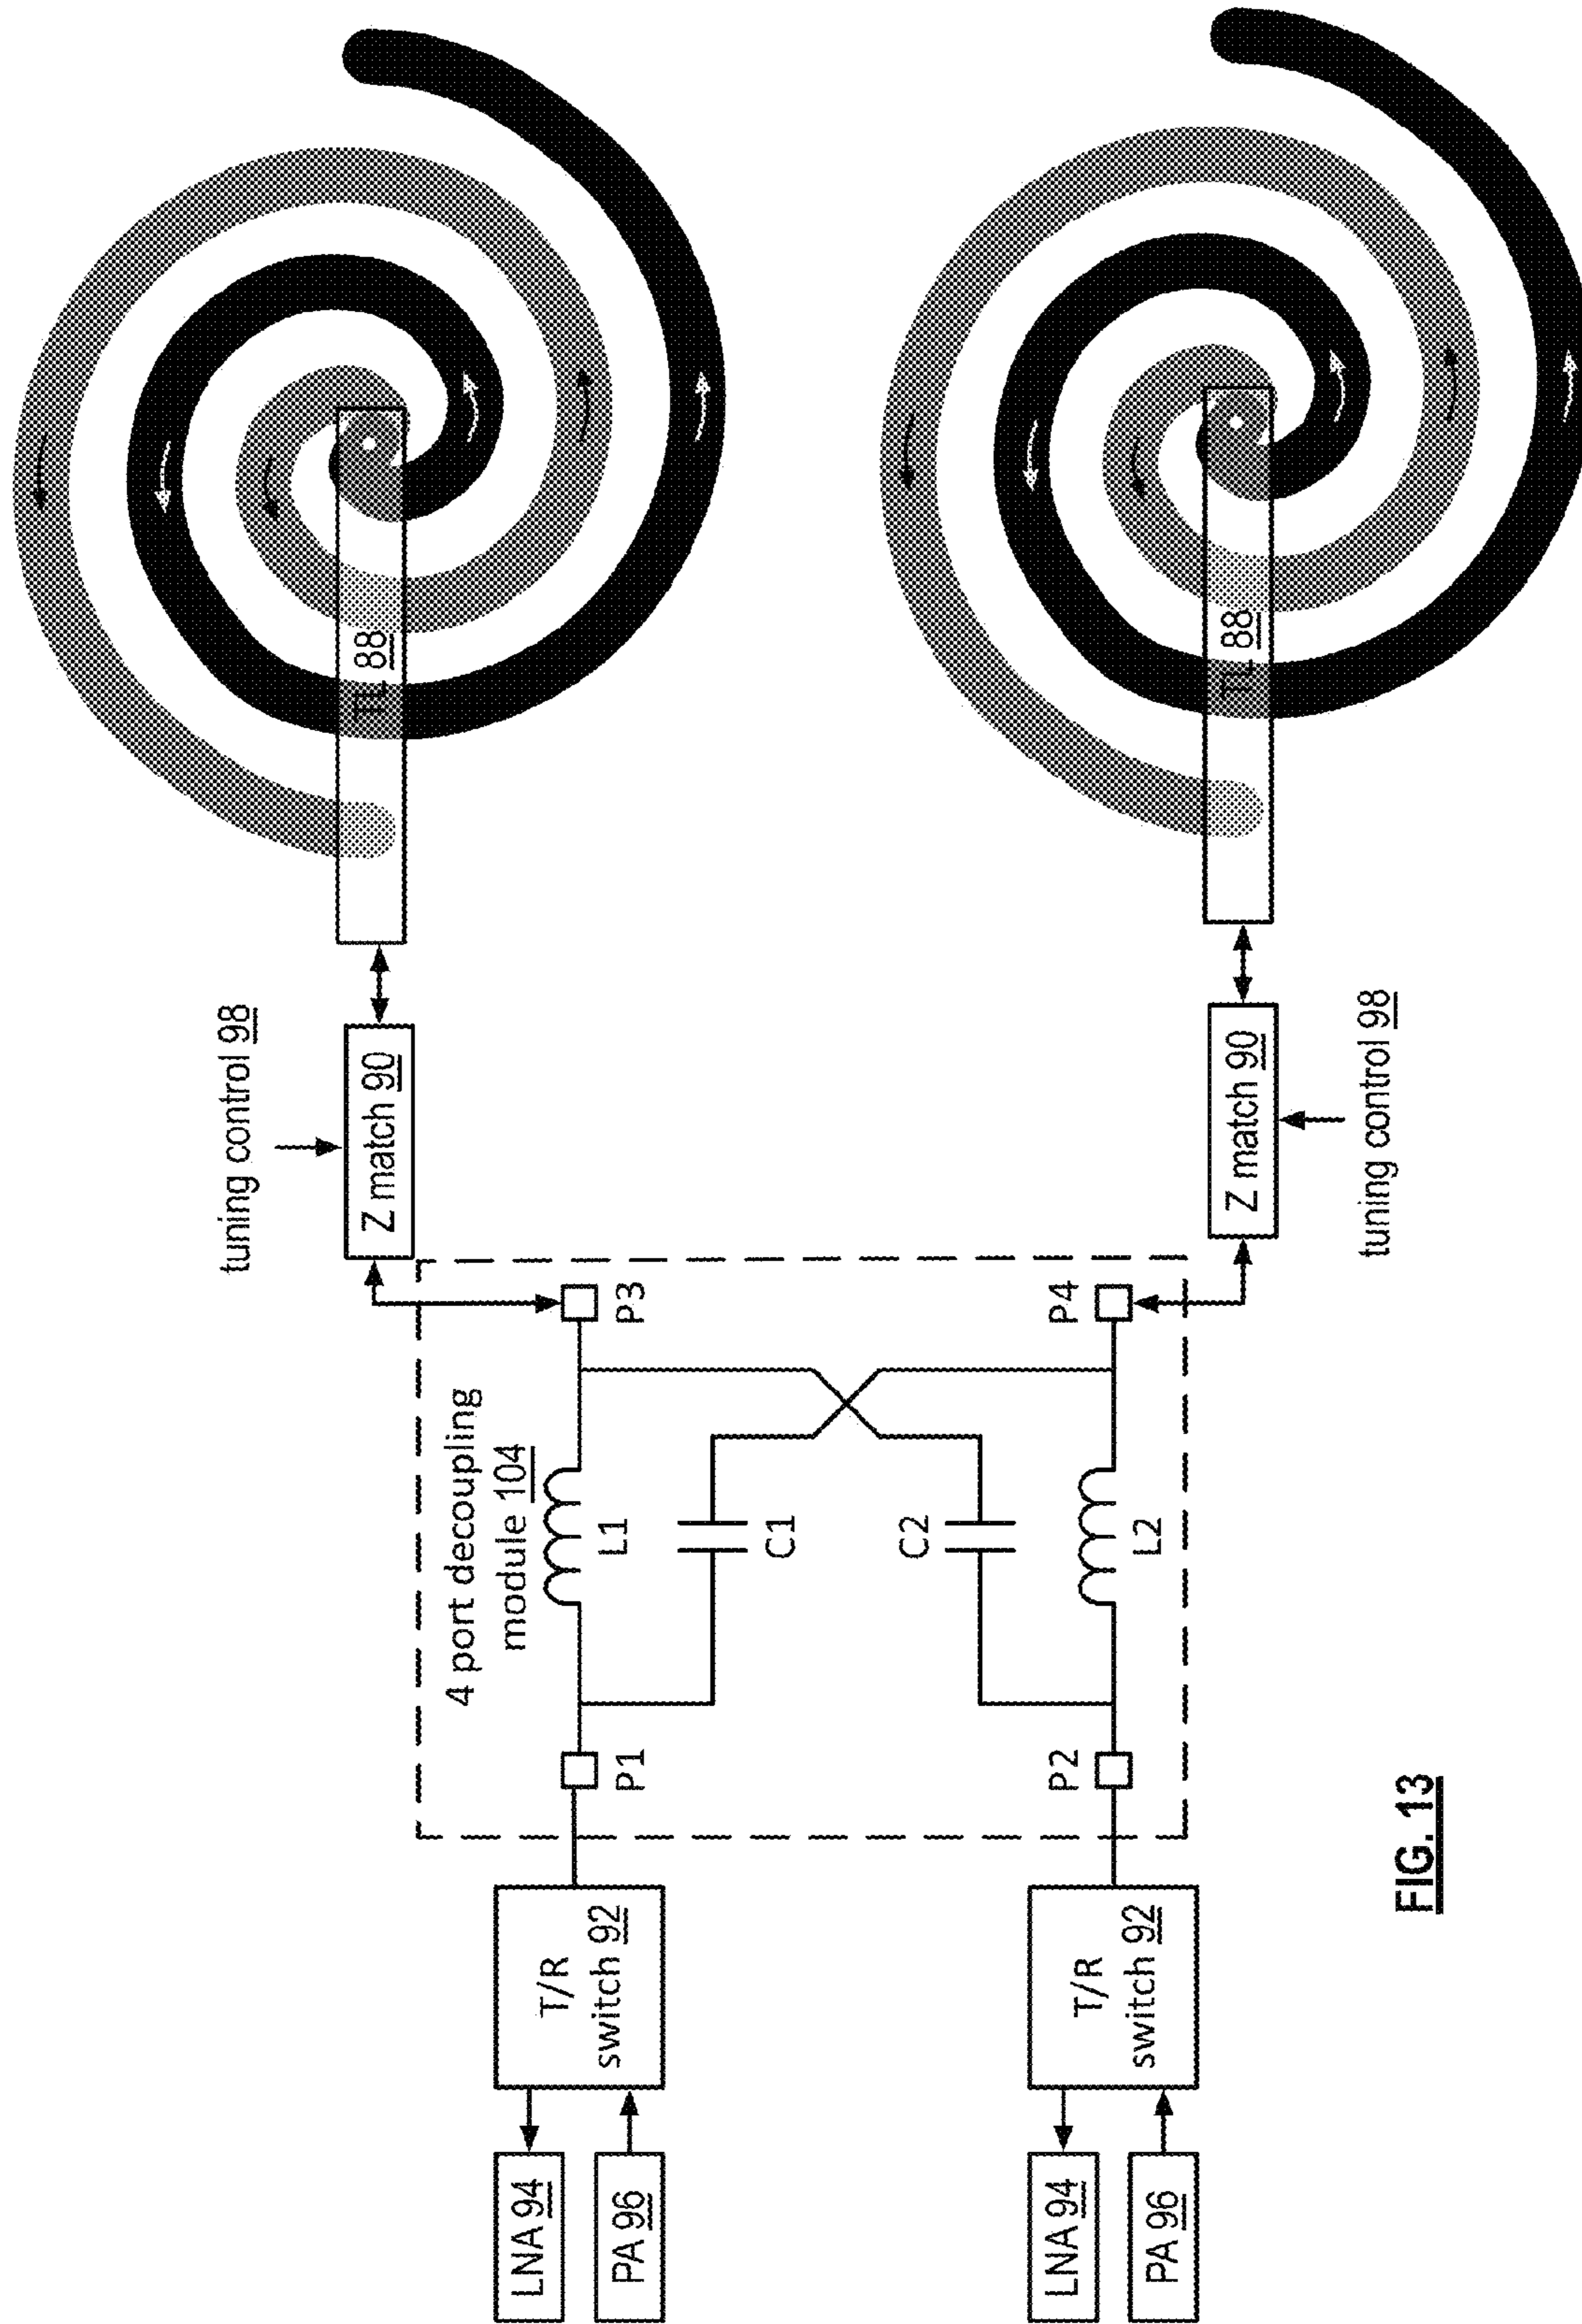 tuning control 98
Z match 90
TL 88
4 port decoupling
module 104
P1
L1
P3
C1
C2
P2
L2
P4
T/R
switch 92
LNA 94
PA 96
T/R
switch 92
LNA 94
PA 96
Z match 90
TL 88
tuning control 98
FIG. 13